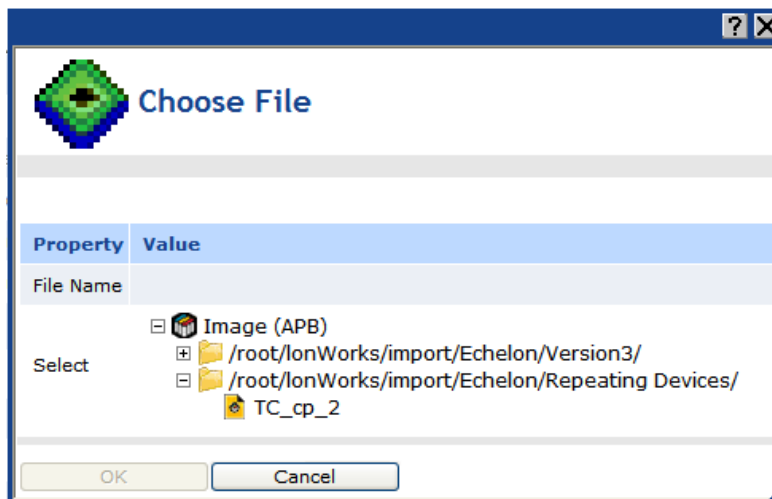 Choose File
Property Value
File Name
Select
Image (APB)
/root/lonWorks/import/Echelon/Version3/
/root/lonWorks/import/Echelon/Repeating Devices/
TC_cp_2
OK Cancel